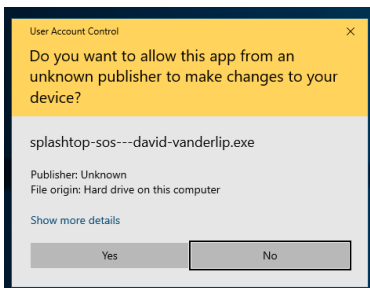 User Account Control
Do you want to allow this app from an
unknown publisher to make changes to your
device?
splashtop-sos---david-vanderlip.exe
Publisher: Unknown
File origin: Hard drive on this computer
Show more details
Yes
No